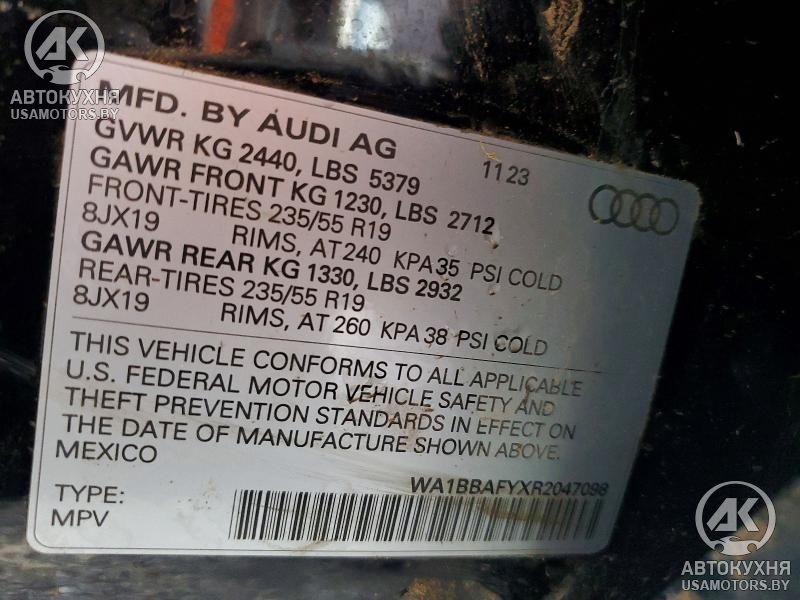 AK
АВТОКУХНЯ
USAMOTORS.BY
MFD. BY AUDI AG 1123
GVWR KG 2440, LBS 5379
GAWR FRONT KG 1230, LBS 2712
FRONT-TIRES 235/55 R19
8JX19 RIMS, AT 240 KPA 35 PSI COLD
GAWR REAR KG 1330, LBS 2932
REAR-TIRES 235/55 R19
8JX19 RIMS, AT 260 KPA 38 PSI COLD
THIS VEHICLE CONFORMS TO ALL APPLICABLE
U.S. FEDERAL MOTOR VEHICLE SAFETY AND
THEFT PREVENTION STANDARDS IN EFFECT ON
THE DATE OF MANUFACTURE SHOWN ABOVE.
MEXICO
WA1BBAFYXR2047098
TYPE:
MPV
AK
АВТОКУХНЯ
USAMOTORS.BY